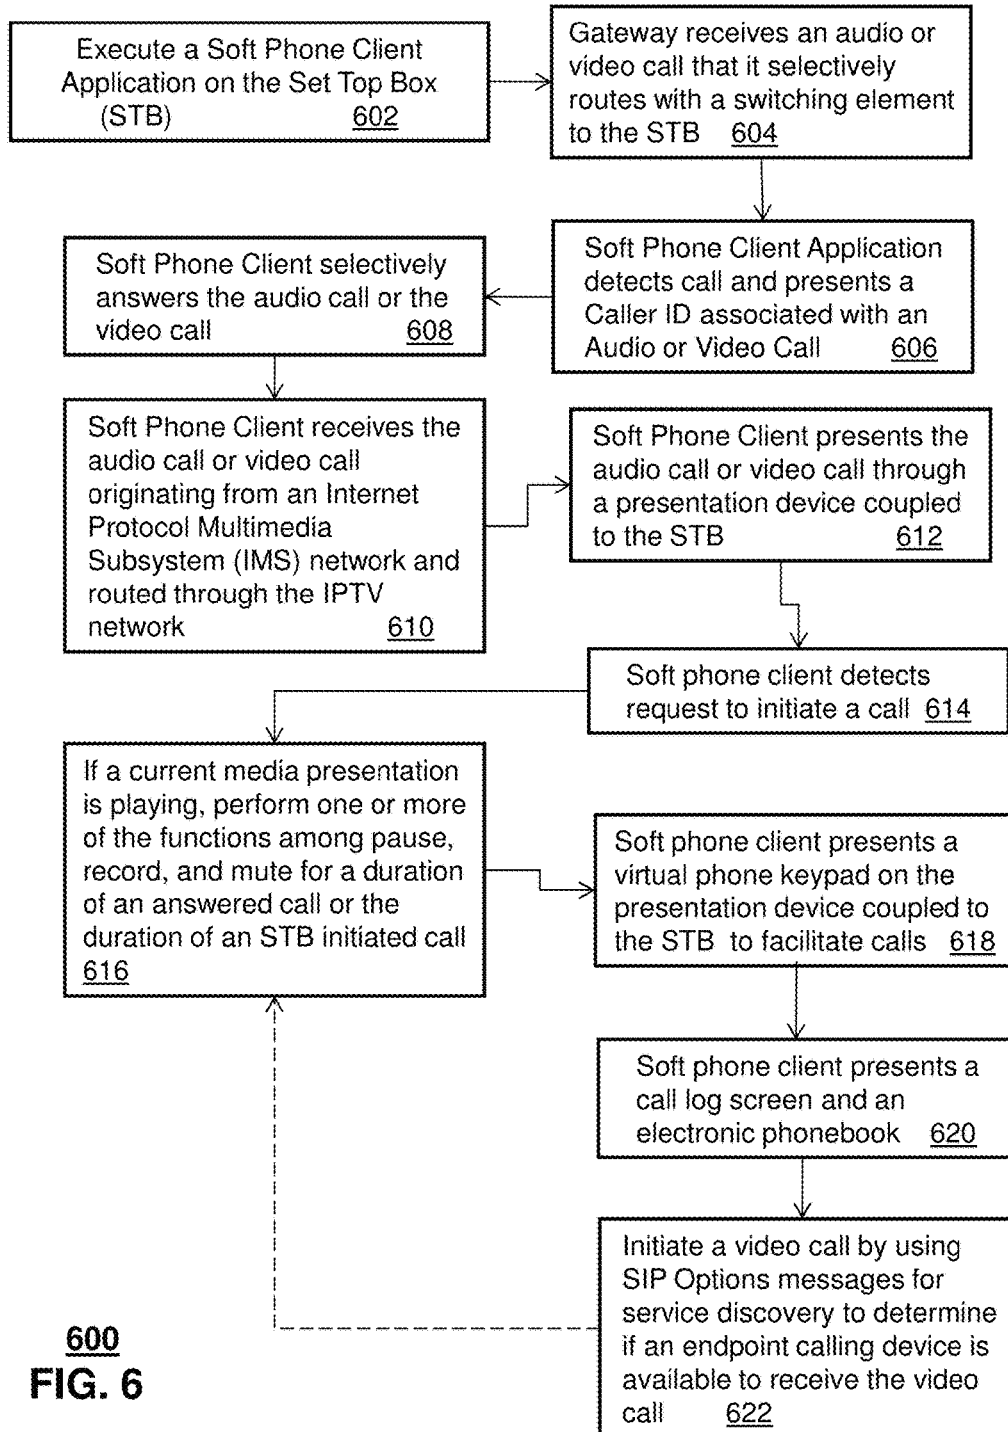 Execute a Soft Phone Client
Application on the Set Top Box
(STB) 602
Gateway receives an audio or
video call that it selectively
routes with a switching element
to the STB 604
Soft Phone Client Application
detects call and presents a
Caller ID associated with an
Audio or Video Call 606
Soft Phone Client selectively
answers the audio call or the
video call 608
Soft Phone Client receives the
audio call or video call
originating from an Internet
Protocol Multimedia
Subsystem (IMS) network and
routed through the IPTV
network 610
Soft Phone Client presents the
audio call or video call through
a presentation device coupled
to the STB 612
Soft phone client detects
request to initiate a call 614
If a current media presentation
is playing, perform one or more
of the functions among pause,
record, and mute for a duration
of an answered call or the
duration of an STB initiated call
616
Soft phone client presents a
virtual phone keypad on the
presentation device coupled to
the STB to facilitate calls 618
Soft phone client presents a
call log screen and an
electronic phonebook 620
Initiate a video call by using
SIP Options messages for
service discovery to determine
if an endpoint calling device is
available to receive the video
call 622
600
FIG. 6